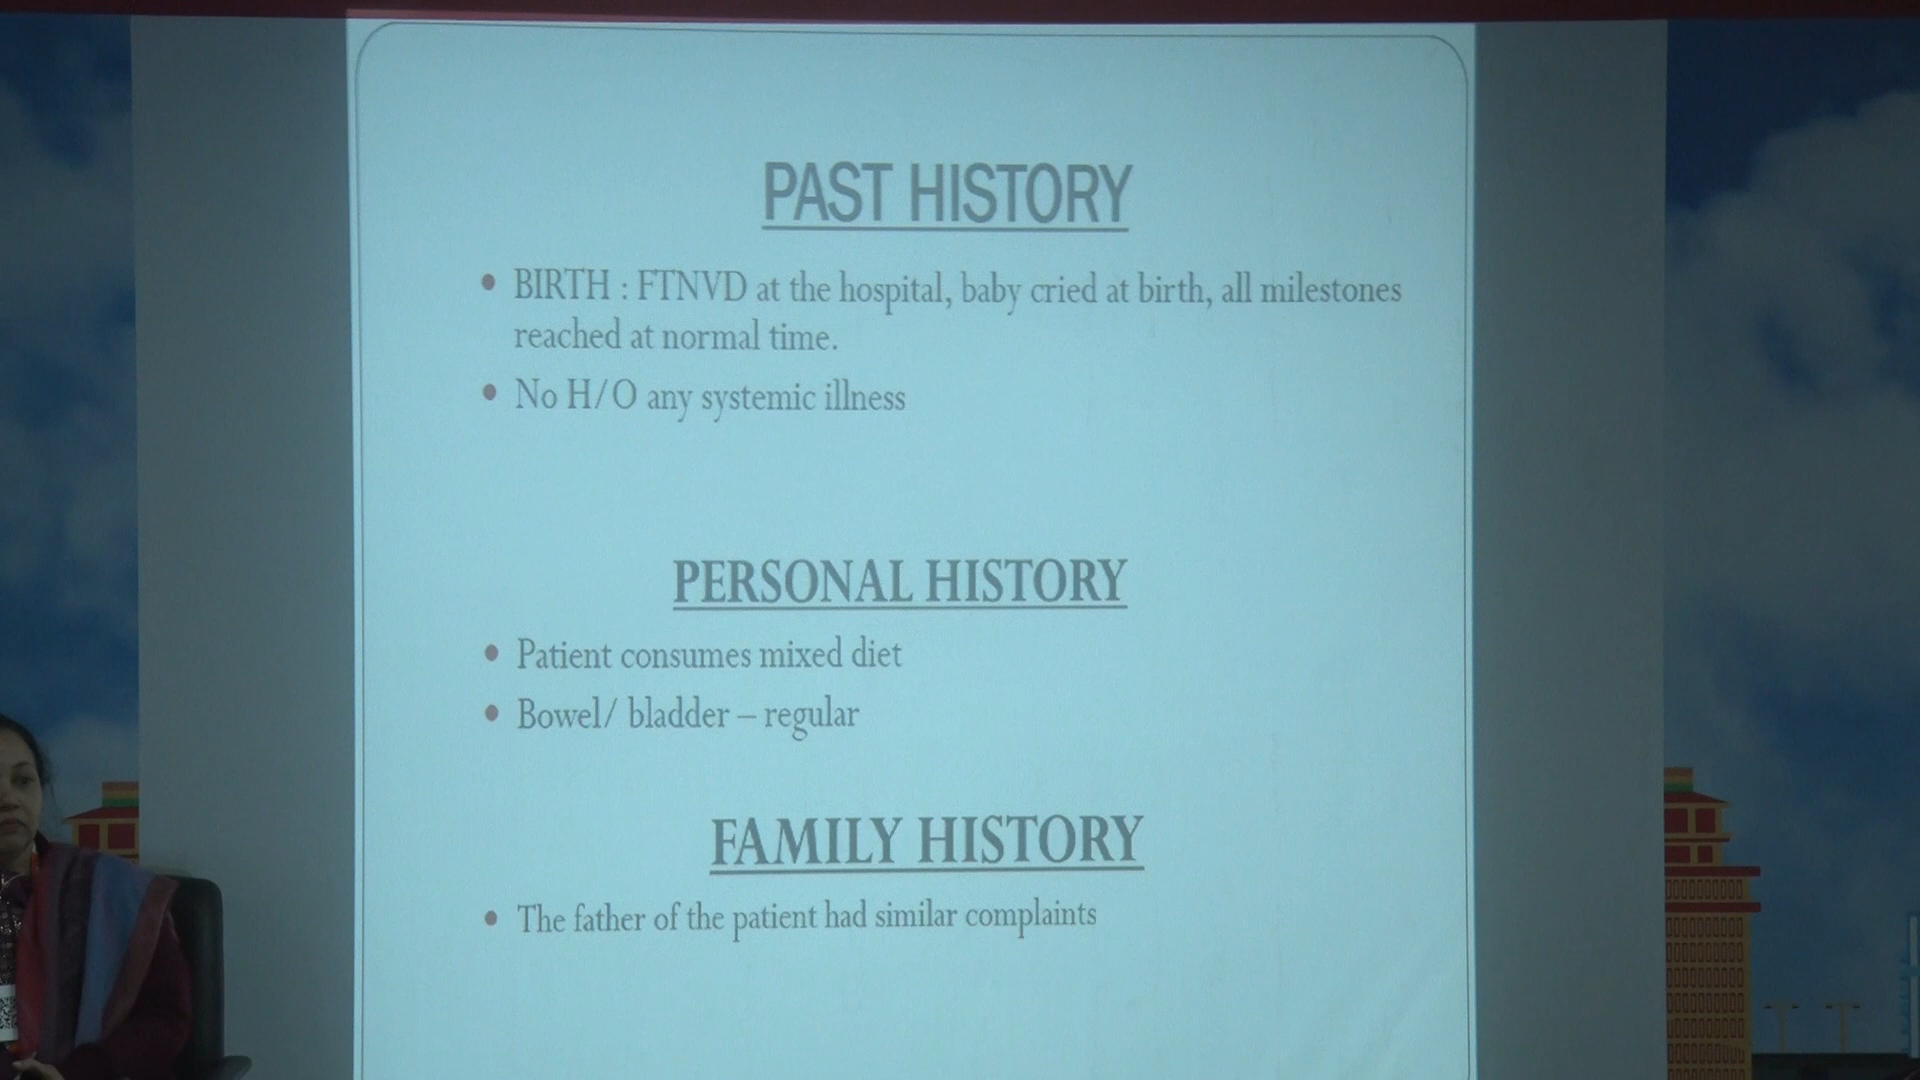 PAST HISTORY
• BIRTH : FTNVD at the hospital, baby cried at birth, all milestones
reached at normal time.
• No H/O any systemic illness
PERSONAL HISTORY
• Patient consumes mixed diet
• Bowel/ bladder – regular
FAMILY HISTORY
• The father of the patient had similar complaints